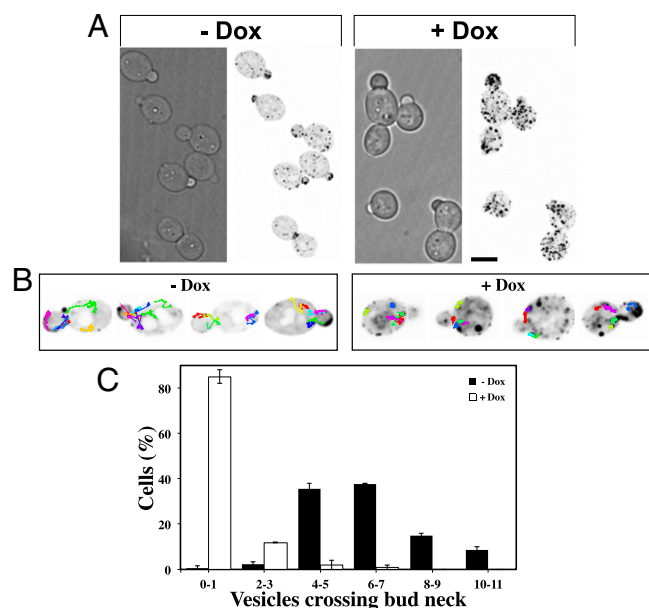 A
- Dox
+ Dox
B
- Dox
+ Dox
C
- Dox
+ Dox
80
60
40
20
0
Cells (%)
0-1 2-3 4-5 6-7 8-9 10-11
Vesicles crossing bud neck